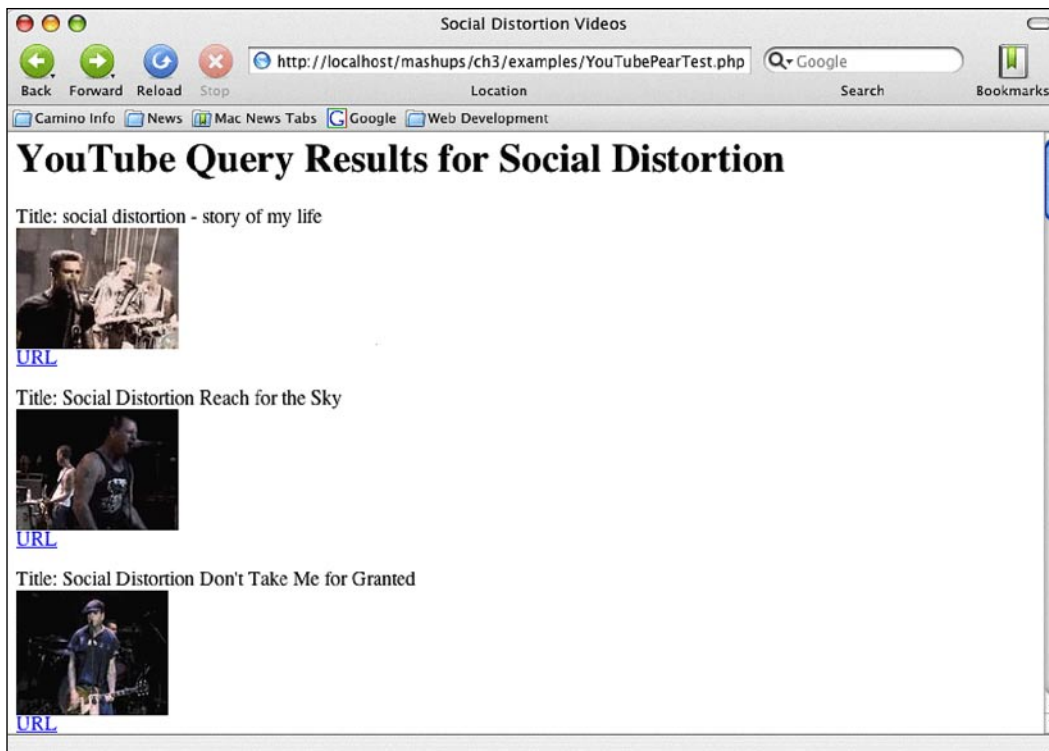 Social Distortion Videos
http://localhost/mashups/ch3/examples/YouTubePearTest.php
Google
Back Forward Reload Stop Location Search Bookmarks
Camino Info News Mac News Tabs Google Web Development
YouTube Query Results for Social Distortion
Title: social distortion - story of my life
URL
Title: Social Distortion Reach for the Sky
URL
Title: Social Distortion Don't Take Me for Granted
URL